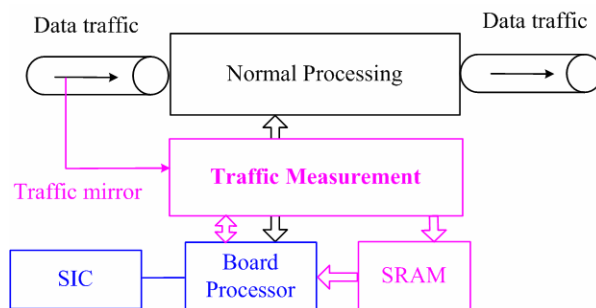 Data traffic
Data traffic
Normal Processing
Traffic Measurement
Traffic mirror
SIC
Board
Processor
SRAM